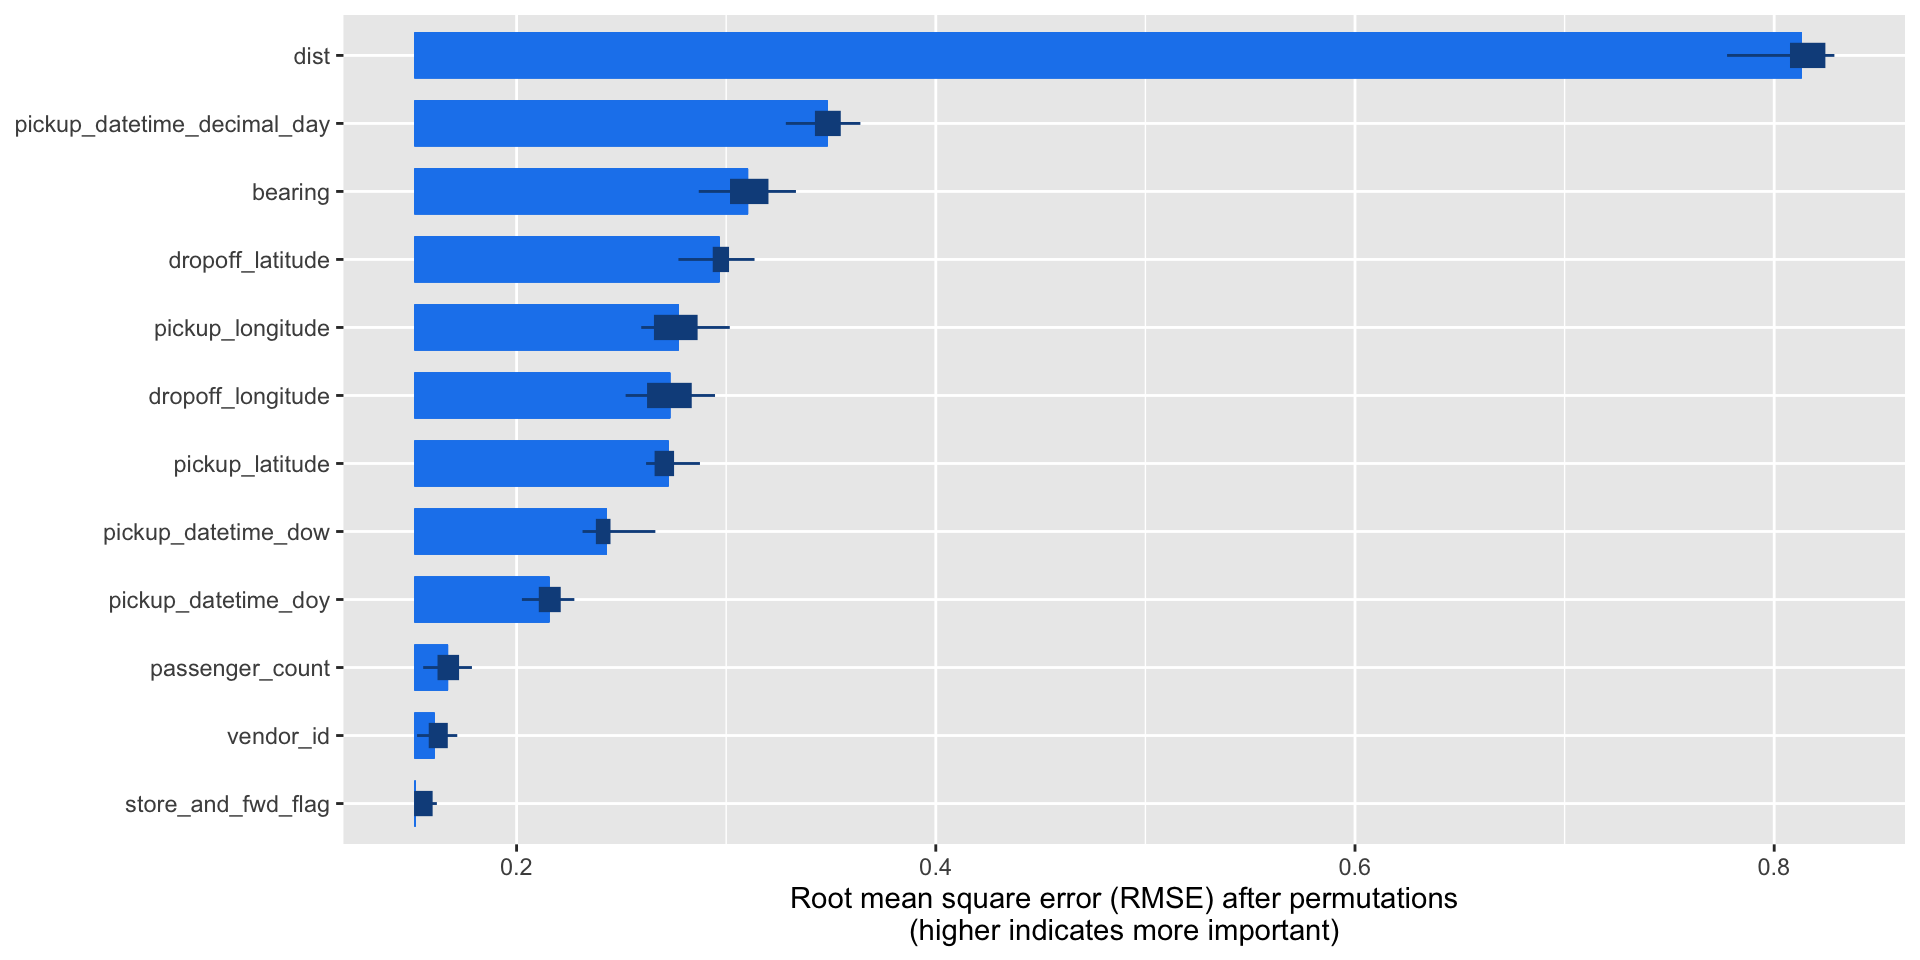 dist
pickup_datetime_decimal_day
bearing
dropoff_latitude
pickup_longitude
dropoff_longitude
pickup_latitude
pickup_datetime_dow
pickup_datetime_doy
passenger_count
vendor_id
store_and_fwd_flag
0.2 0.4 0.6 0.8
Root mean square error (RMSE) after permutations
(higher indicates more important)